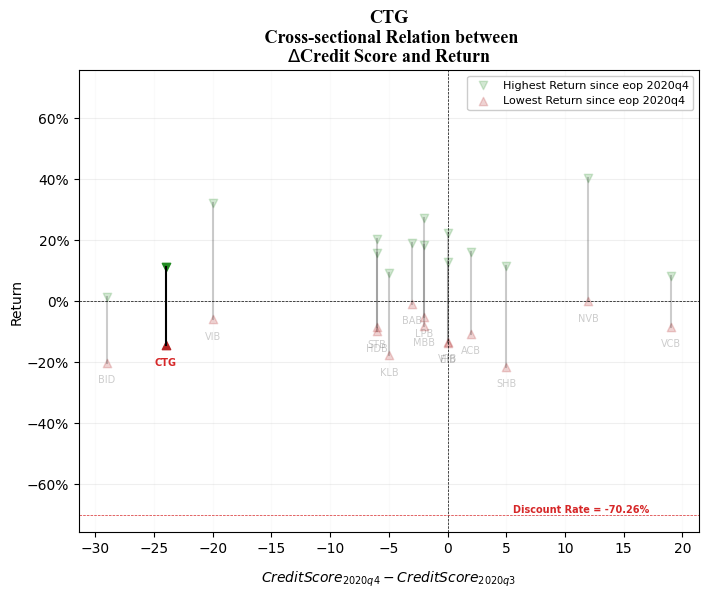 CTG
Cross-sectional Relation between
ΔCredit Score and Return
Highest Return since eop 2020q4
Lowest Return since eop 2020q4
60%
40%
20%
0%
−20%
−40%
−60%
Return
BID
CTG
VIB
STB
HDB
KLB
BAB
LPB
MBB
ACB
SHB
NVB
VCB
Discount Rate = -70.26%
−30
−25
−20
−15
−10
−5
0
5
10
15
20
CreditScore2020q4 − CreditScore2020q3